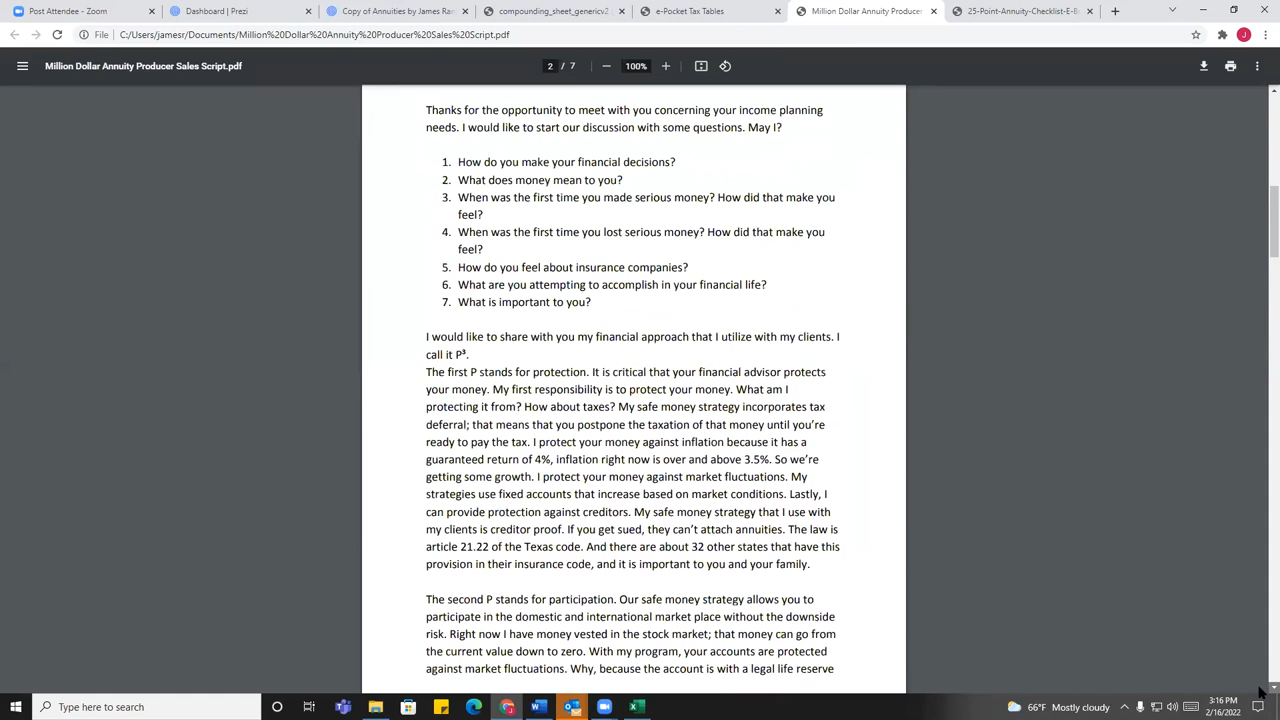 Post Attendee - Zoom
Dashboard | Prezi
Copy of Annuities by James Ran
compounding_sheet_genericv2
e-Pocket Tax Tables
Million Dollar Annuity Producer
25-Point-Annuity-Checklist-E-B
File
C:/Users/jamesr/Documents/Million%20Dollar%20Annuity%20Producer%20Sales%20Script.pdf
J
Million Dollar Annuity Producer Sales Script.pdf
2 / 7
100%
Thanks for the opportunity to meet with you concerning your income planning
needs. I would like to start our discussion with some questions. May I?
1. How do you make your financial decisions?
2. What does money mean to you?
3. When was the first time you made serious money? How did that make you
feel?
4. When was the first time you lost serious money? How did that make you
feel?
5. How do you feel about insurance companies?
6. What are you attempting to accomplish in your financial life?
7. What is important to you?
I would like to share with you my financial approach that I utilize with my clients. I
call it P³.
The first P stands for protection. It is critical that your financial advisor protects
your money. My first responsibility is to protect your money. What am I
protecting it from? How about taxes? My safe money strategy incorporates tax
deferral; that means that you postpone the taxation of that money until you're
ready to pay the tax. I protect your money against inflation because it has a
guaranteed return of 4%, inflation right now is over and above 3.5%. So we're
getting some growth. I protect your money against market fluctuations. My
strategies use fixed accounts that increase based on market conditions. Lastly, I
can provide protection against creditors. My safe money strategy that I use with
my clients is creditor proof. If you get sued, they can't attach annuities. The law is
article 21.22 of the Texas code. And there are about 32 other states that have this
provision in their insurance code, and it is important to you and your family.
The second P stands for participation. Our safe money strategy allows you to
participate in the domestic and international market place without the downside
risk. Right now I have money vested in the stock market; that money can go from
the current value down to zero. With my program, your accounts are protected
against market fluctuations. Why, because the account is with a legal life reserve
Type here to search
66°F Mostly cloudy
3:16 PM
2/16/2022